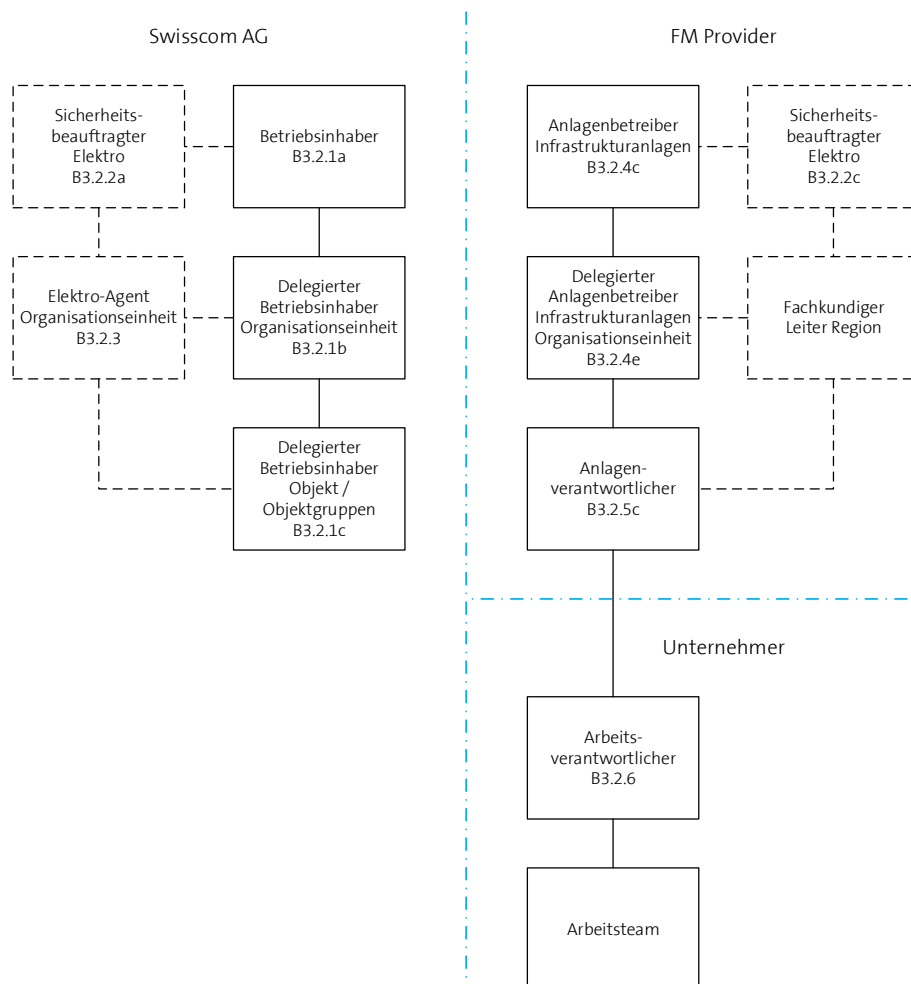 Swisscom AG
FM Provider
Sicherheits-
beauftragter
Elektro
B3.2.2a
Betriebsinhaber
B3.2.1a
Anlagenbetreiber
Infrastrukturanlagen
B3.2.4c
Sicherheits-
beauftragter
Elektro
B3.2.2c
Elektro-Agent
Organisationseinheit
B3.2.3
Delegierter
Betriebsinhaber
Organisationseinheit
B3.2.1b
Delegierter
Anlagenbetreiber
Infrastrukturanlagen
Organisationseinheit
B3.2.4e
Fachkundiger
Leiter Region
Delegierter
Betriebsinhaber
Objekt /
Objektgruppen
B3.2.1c
Anlagen-
verantwortlicher
B3.2.5c
Unternehmer
Arbeits-
verantwortlicher
B3.2.6
Arbeitsteam